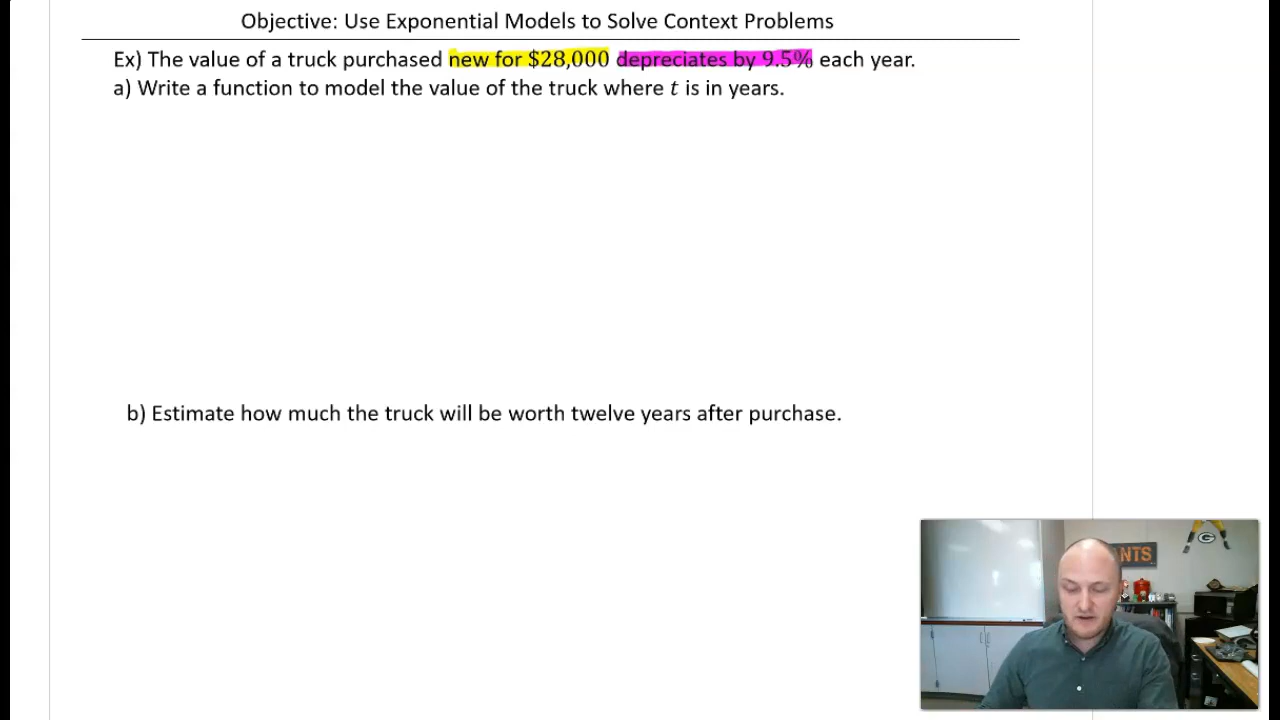 Objective: Use Exponential Models to Solve Context Problems
Ex) The value of a truck purchased new for $28,000 depreciates by 9.5% each year.
a) Write a function to model the value of the truck where t is in years.
b) Estimate how much the truck will be worth twelve years after purchase.
G
NTS